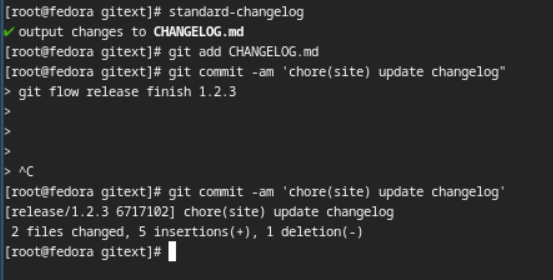 [root@fedora gitext]# standard-changelog
✔ output changes to CHANGELOG.md
[root@fedora gitext]# git add CHANGELOG.md
[root@fedora gitext]# git commit -am 'chore(site) update changelog"
> git flow release finish 1.2.3
>
>
>
> ^C
[root@fedora gitext]# git commit -am 'chore(site) update changelog'
[release/1.2.3 6717102] chore(site) update changelog
2 files changed, 5 insertions(+), 1 deletion(-)
[root@fedora gitext]#